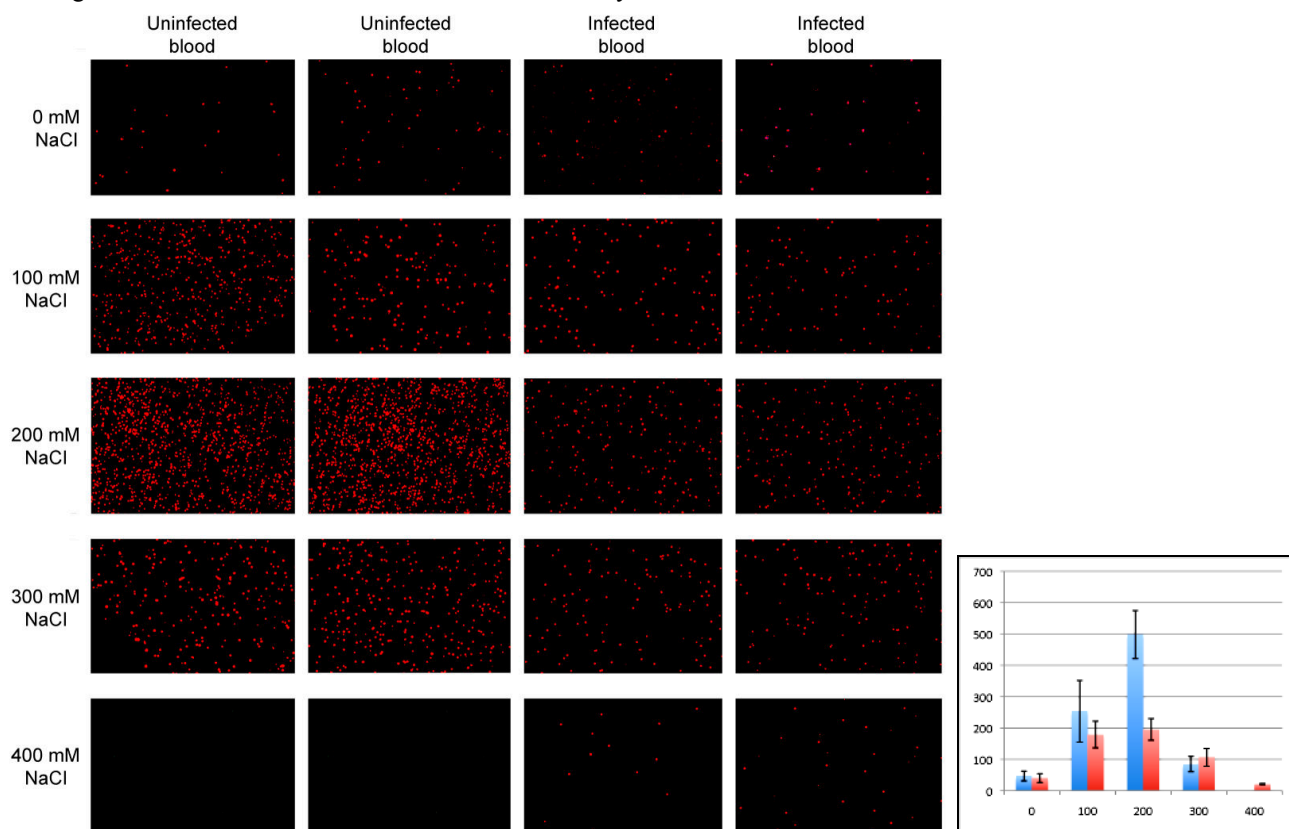 Uninfected
blood
Uninfected
blood
Infected
blood
Infected
blood
0 mM
NaCl
100 mM
NaCl
200 mM
NaCl
300 mM
NaCl
400 mM
NaCl
700
600
500
400
300
200
100
0
0 100 200 300 400